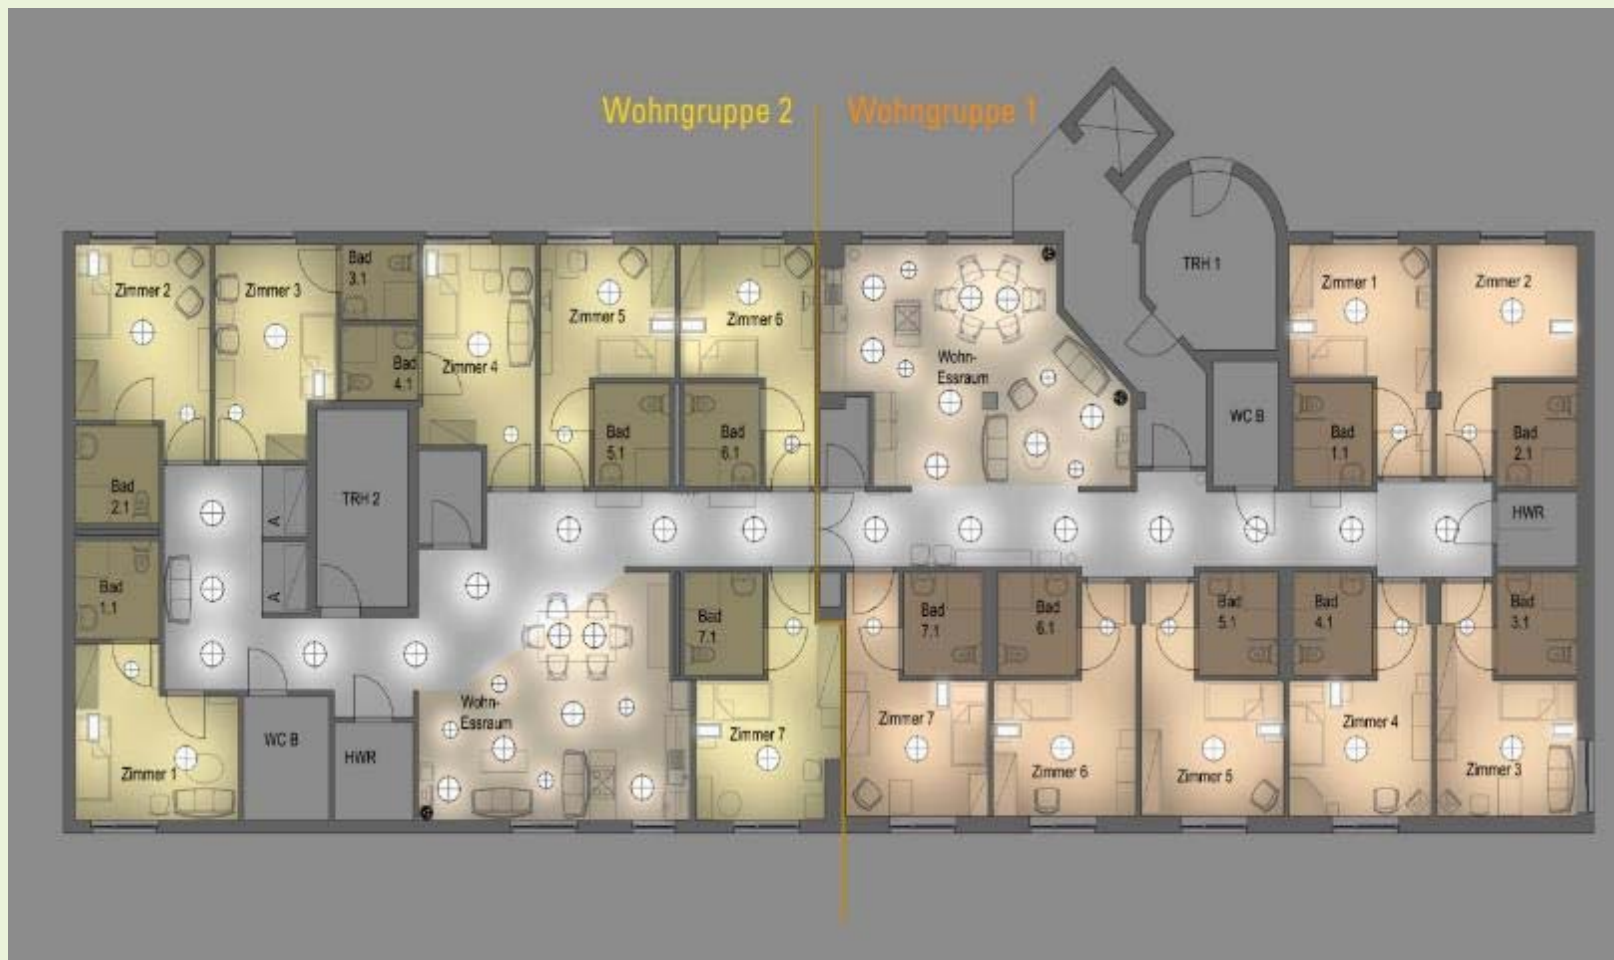 Wohngruppe 2
Wohngruppe 1
Zimmer 2
Zimmer 3
Bad
3.1
Bad
4.1
Zimmer 4
Zimmer 5
Zimmer 6
Wohn-
Essraum
TRH 1
Zimmer 1
Zimmer 2
WC B
Bad
2.1
Bad
5.1
Bad
6.1
Bad
1.1
Bad
2.1
A
TRH 2
HWR
Bad
1.1
A
Bad
7.1
Bad
7.1
Bad
6.1
Bad
5.1
Bad
4.1
Bad
3.1
Zimmer 1
WC B
HWR
Wohn-
Essraum
Zimmer 7
Zimmer 7
Zimmer 6
Zimmer 5
Zimmer 4
Zimmer 3